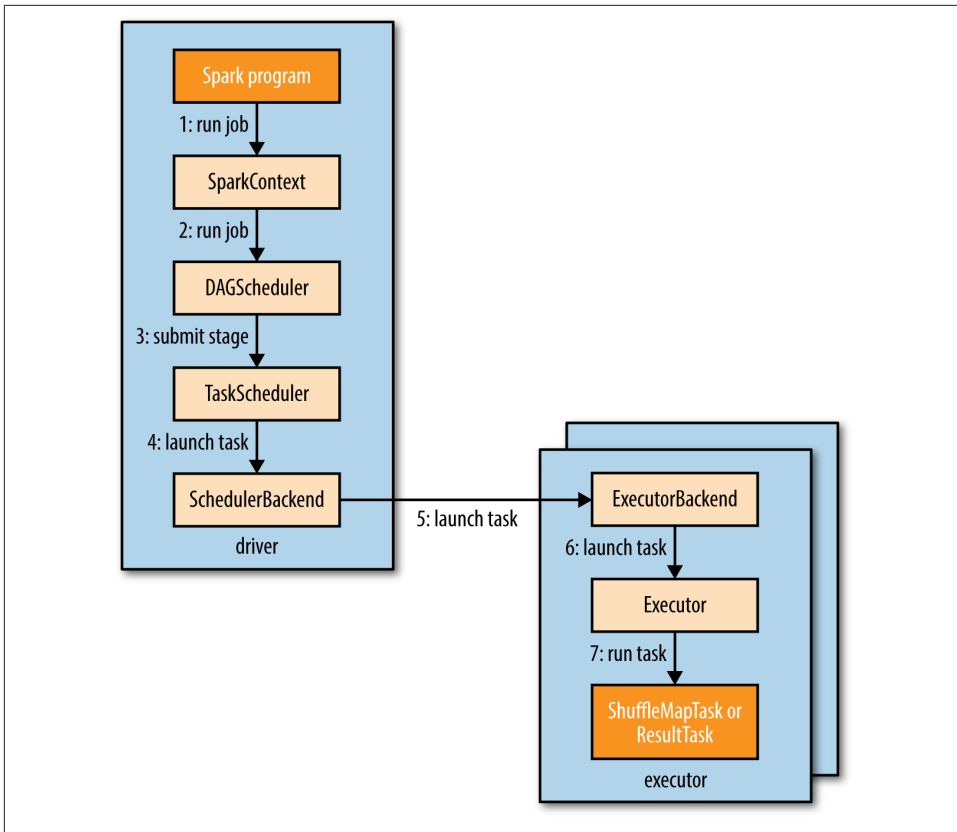 Spark program
1: run job
SparkContext
2: run job
DAGScheduler
3: submit stage
TaskScheduler
4: launch task
SchedulerBackend
driver
5: launch task
ExecutorBackend
6: launch task
Executor
7: run task
ShuffleMapTask or
ResultTask
executor